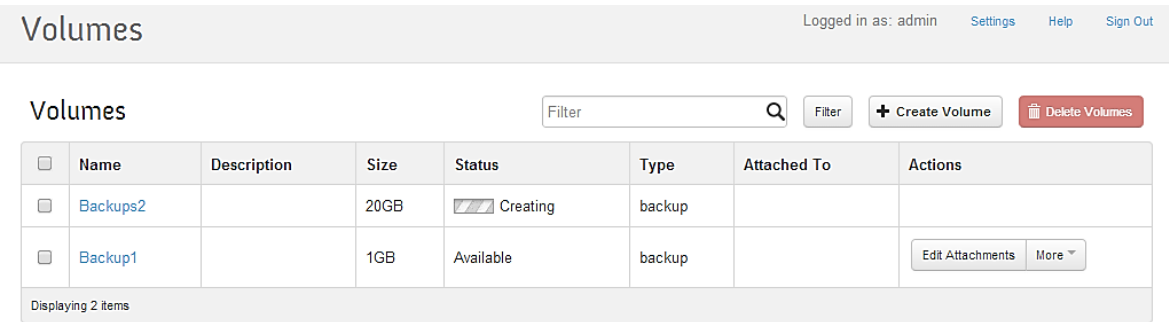 Volumes Logged in as: admin Settings Help Sign Out
Volumes Filter Filter Create Volume Delete Volumes
Name Description Size Status Type Attached To Actions
Backups2 20GB Creating backup
Backup1 1GB Available backup Edit Attachments More
Displaying 2 items